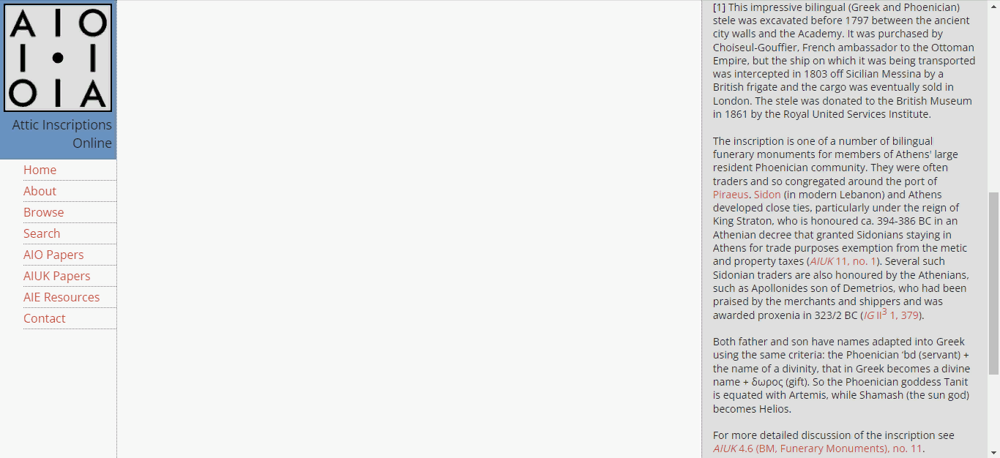 A I O
I • I
O I A
Attic Inscriptions
Online
Home
About
Browse
Search
AIO Papers
AIUK Papers
AIE Resources
Contact
[1] This impressive bilingual (Greek and Phoenician)
stele was excavated before 1797 between the ancient
city walls and the Academy. It was purchased by
Choiseul-Gouffier, French ambassador to the Ottoman
Empire, but the ship on which it was being transported
was intercepted in 1803 off Sicilian Messina by a
British frigate and the cargo was eventually sold in
London. The stele was donated to the British Museum
in 1861 by the Royal United Services Institute.
The inscription is one of a number of bilingual
funerary monuments for members of Athens' large
resident Phoenician community. They were often
traders and so congregated around the port of
Piraeus. Sidon (in modern Lebanon) and Athens
developed close ties, particularly under the reign of
King Straton, who is honoured ca. 394-386 BC in an
Athenian decree that granted Sidonians staying in
Athens for trade purposes exemption from the metic
and property taxes (AIUK 11, no. 1). Several such
Sidonian traders are also honoured by the Athenians,
such as Apollonides son of Demetrios, who had been
praised by the merchants and shippers and was
awarded proxenia in 323/2 BC (IG II³ 1, 379).
Both father and son have names adapted into Greek
using the same criteria: the Phoenician ‘bd (servant) +
the name of a divinity, that in Greek becomes a divine
name + δωρος (gift). So the Phoenician goddess Tanit
is equated with Artemis, while Shamash (the sun god)
becomes Helios.
For more detailed discussion of the inscription see
AIUK 4.6 (BM, Funerary Monuments), no. 11.